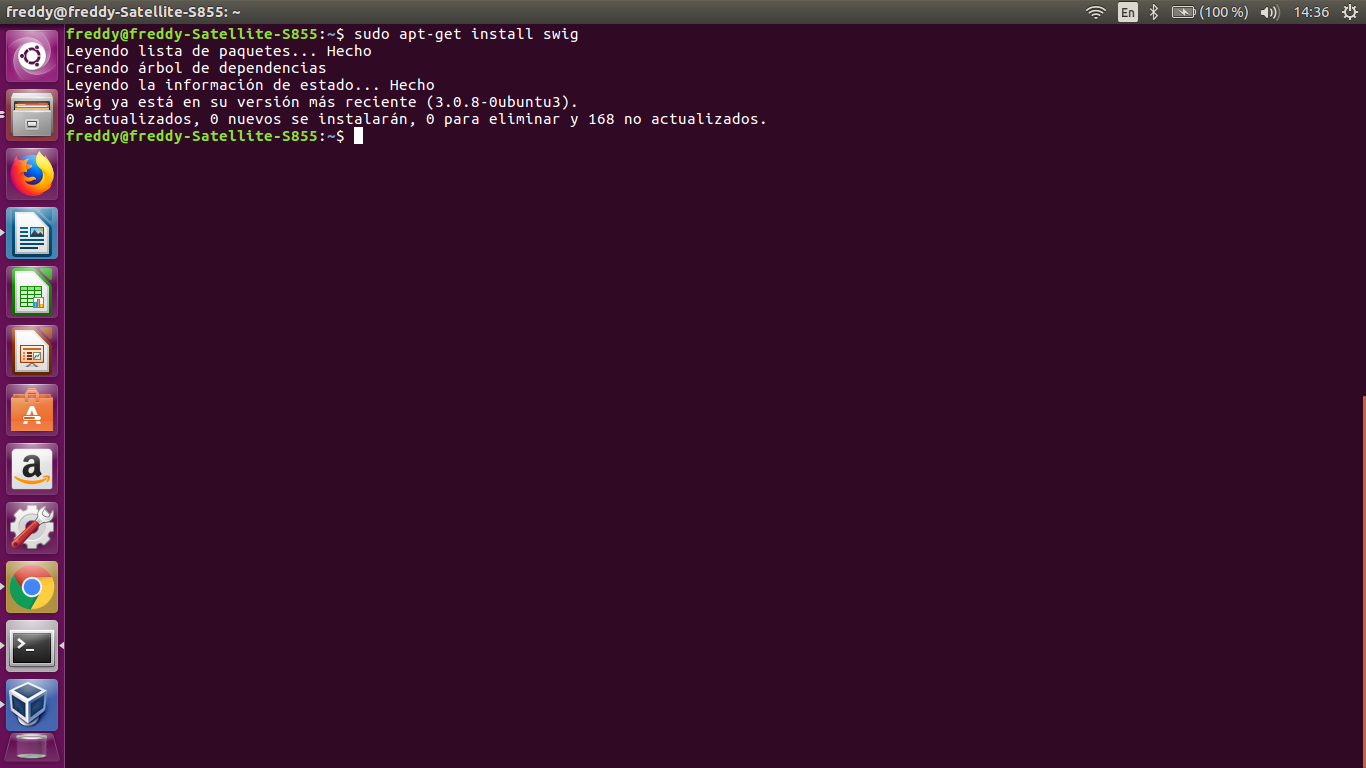 freddy@freddy-Satellite-S855: ~
En
(100 %)
14:36
freddy@freddy-Satellite-S855:~$ sudo apt-get install swig
Leyendo lista de paquetes... Hecho
Creando árbol de dependencias
Leyendo la información de estado... Hecho
swig ya está en su versión más reciente (3.0.8-0ubuntu3).
0 actualizados, 0 nuevos se instalarán, 0 para eliminar y 168 no actualizados.
freddy@freddy-Satellite-S855:~$